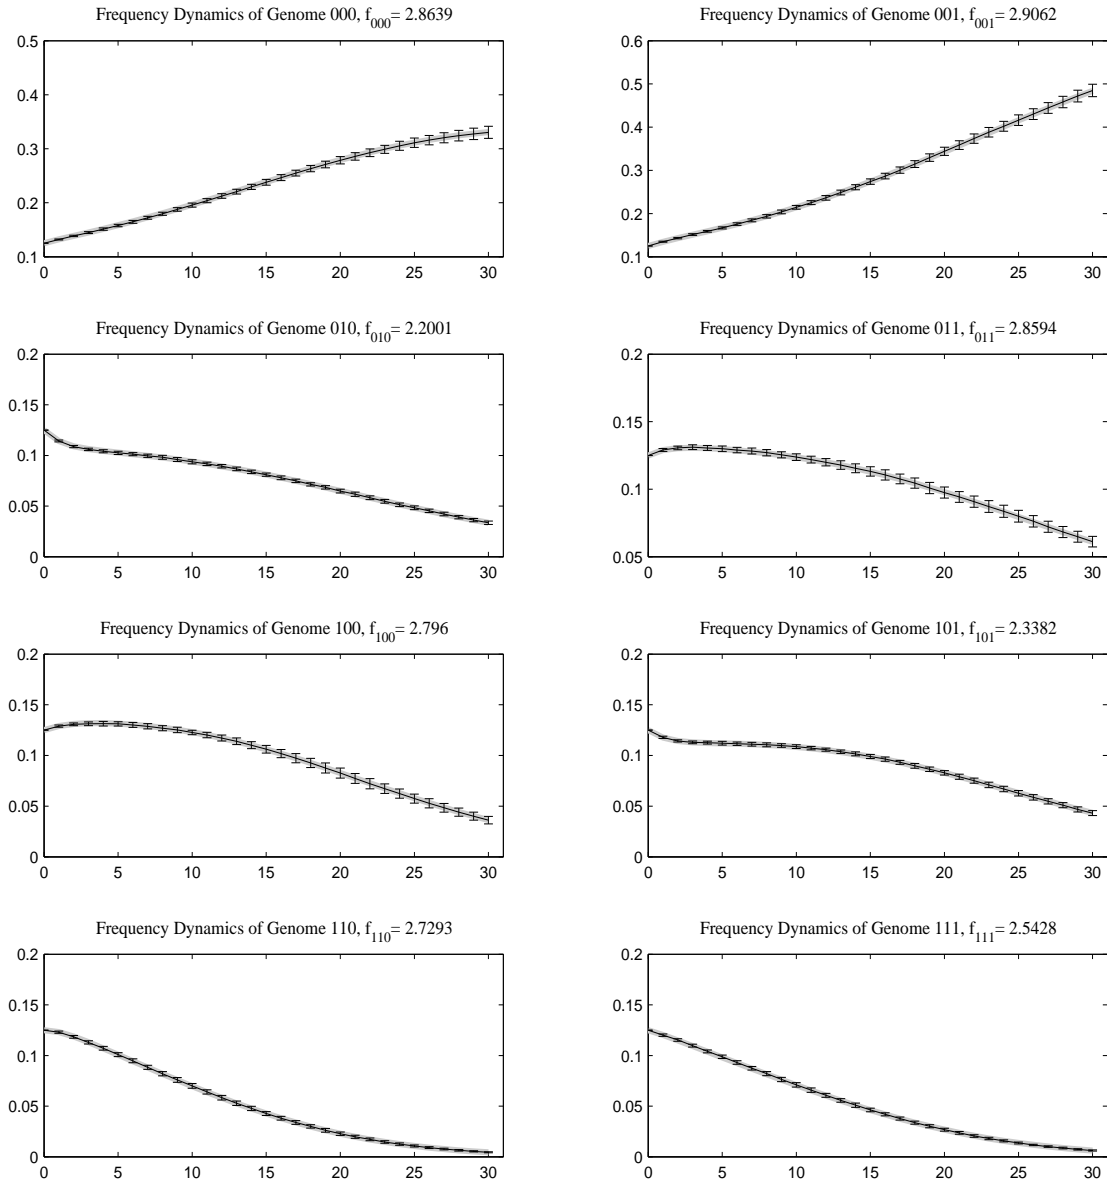 Frequency Dynamics of Genome 000, f000= 2.8639
0.5
0.4
0.3
0.2
0.1
0 5 10 15 20 25 30
Frequency Dynamics of Genome 001, f001= 2.9062
0.6
0.5
0.4
0.3
0.2
0.1
0 5 10 15 20 25 30
Frequency Dynamics of Genome 010, f010= 2.2001
0.2
0.15
0.1
0.05
0
0 5 10 15 20 25 30
Frequency Dynamics of Genome 011, f011= 2.8594
0.2
0.15
0.1
0.05
0 5 10 15 20 25 30
Frequency Dynamics of Genome 100, f100= 2.796
0.2
0.15
0.1
0.05
0
0 5 10 15 20 25 30
Frequency Dynamics of Genome 101, f101= 2.3382
0.2
0.15
0.1
0.05
0
0 5 10 15 20 25 30
Frequency Dynamics of Genome 110, f110= 2.7293
0.2
0.15
0.1
0.05
0
0 5 10 15 20 25 30
Frequency Dynamics of Genome 111, f111= 2.5428
0.2
0.15
0.1
0.05
0
0 5 10 15 20 25 30